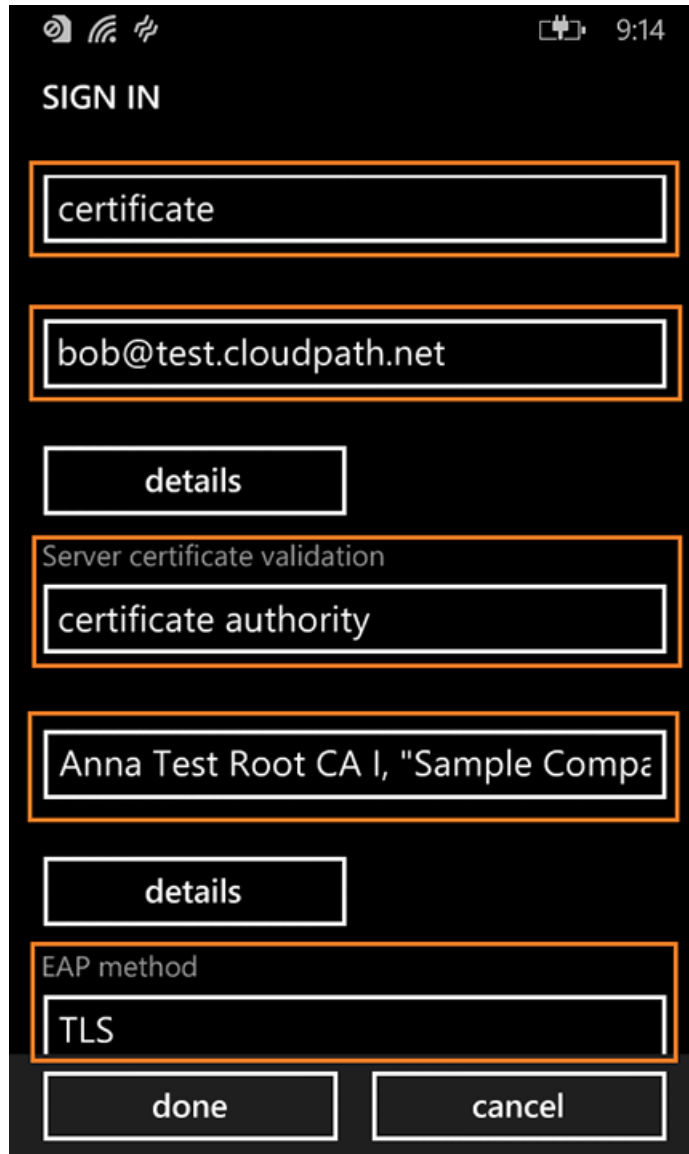 9:14
SIGN IN
certificate
bob@test.cloudpath.net
details
Server certificate validation
certificate authority
Anna Test Root CA I, "Sample Compa
details
EAP method
TLS
done cancel